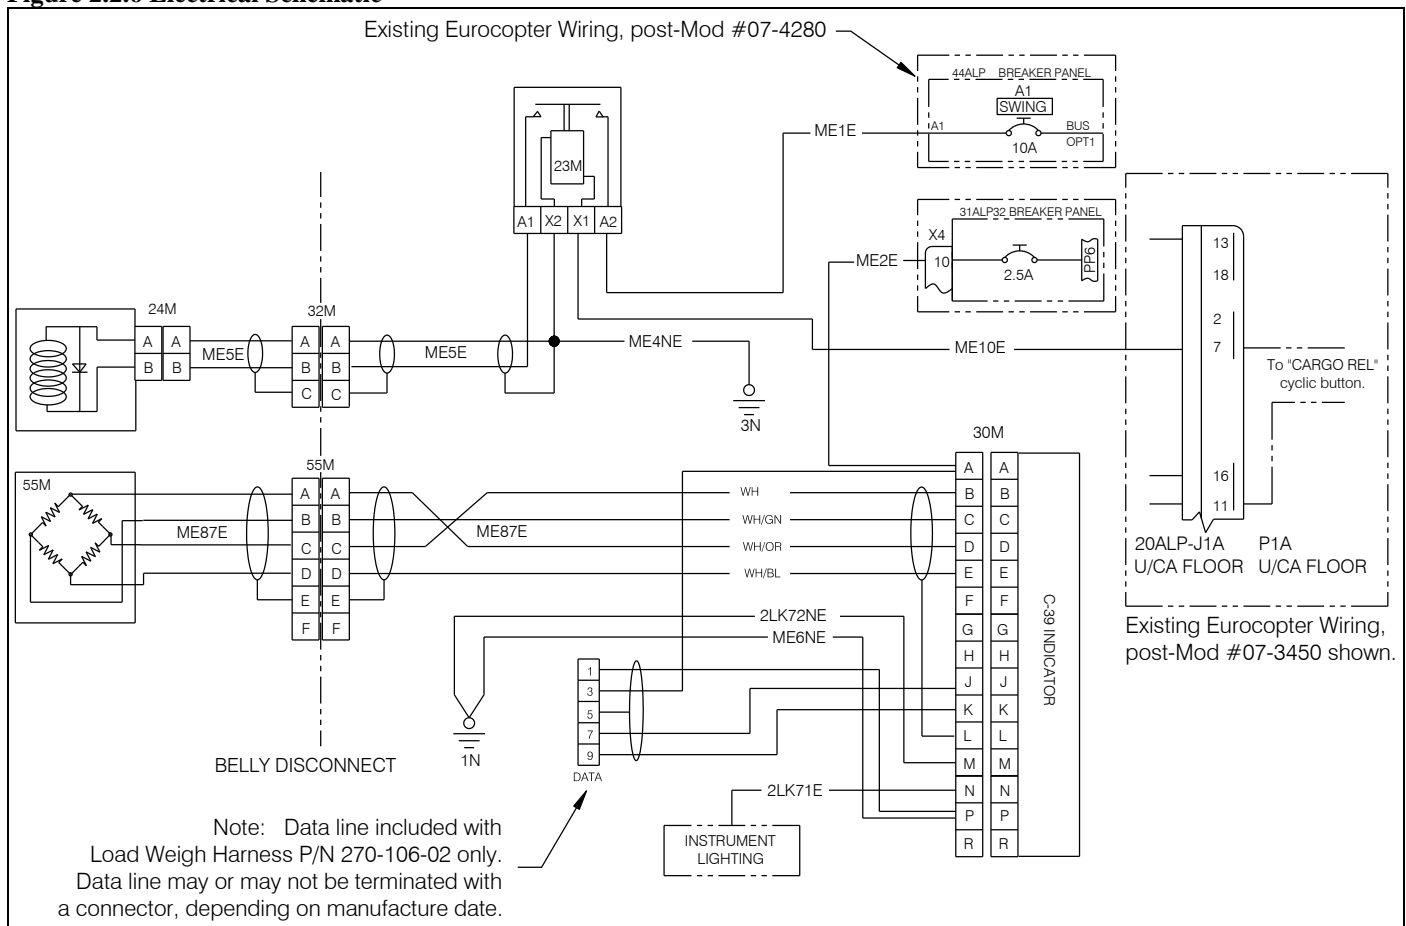 Figure 2.2.6 Electrical Schematic
Existing Eurocopter Wiring, post-Mod #07-4280
44ALP BREAKER PANEL
A1
SWING
A1
BUS
OPT1
10A
ME1E
23M
A1 X2 X1 A2
31ALP32 BREAKER PANEL
X4
10
2.5A
PP6
ME2E
13
18
2
7
16
11
To "CARGO REL"
cyclic button.
20ALP-J1A
U/CA FLOOR
P1A
U/CA FLOOR
Existing Eurocopter Wiring,
post-Mod #07-3450 shown.
24M
A A
B B
ME5E
32M
A A
B B
C C
ME5E
ME4NE
3N
ME10E
55M
ME87E
55M
A A
B B
C C
D D
E E
F F
ME87E
WH
WH/GN
WH/OR
WH/BL
30M
A A
B B
C C
D D
E E
F F
G G
H H
J J
K K
L L
M M
N N
P P
R R
C-39 INDICATOR
2LK72NE
ME6NE
1N
1
3
5
7
9
DATA
2LK71E
INSTRUMENT
LIGHTING
BELLY DISCONNECT
Note: Data line included with
Load Weigh Harness P/N 270-106-02 only.
Data line may or may not be terminated with
a connector, depending on manufacture date.